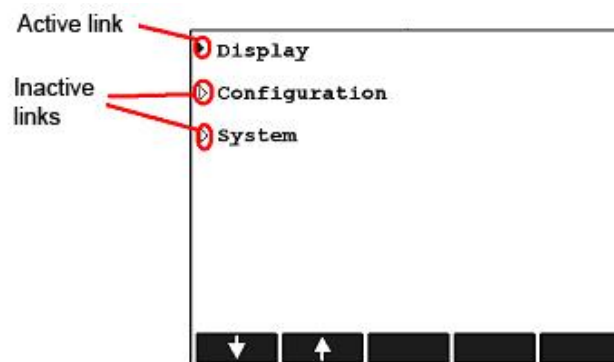 Active link
Display
Inactive
links
Configuration
System